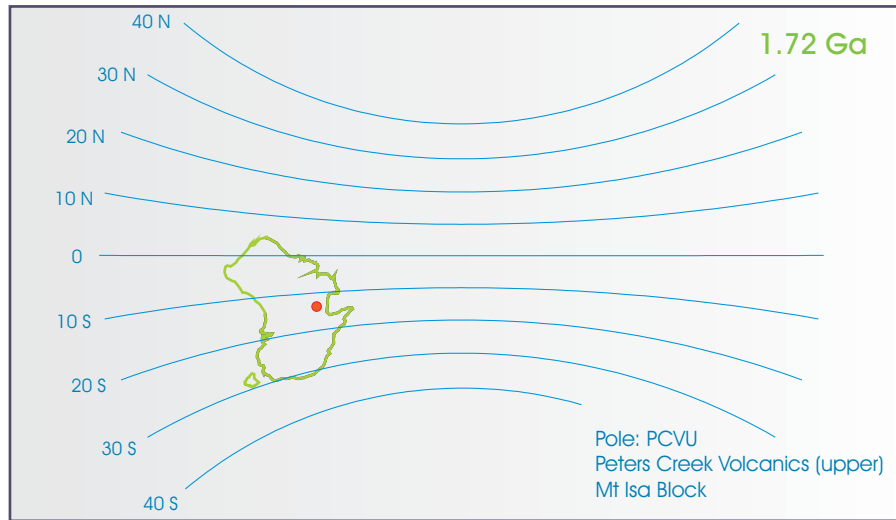 40 N
1.72 Ga
30 N
20 N
10 N
0
10 S
20 S
30 S
40 S
Pole: PCVU
Peters Creek Volcanics (upper)
Mt Isa Block